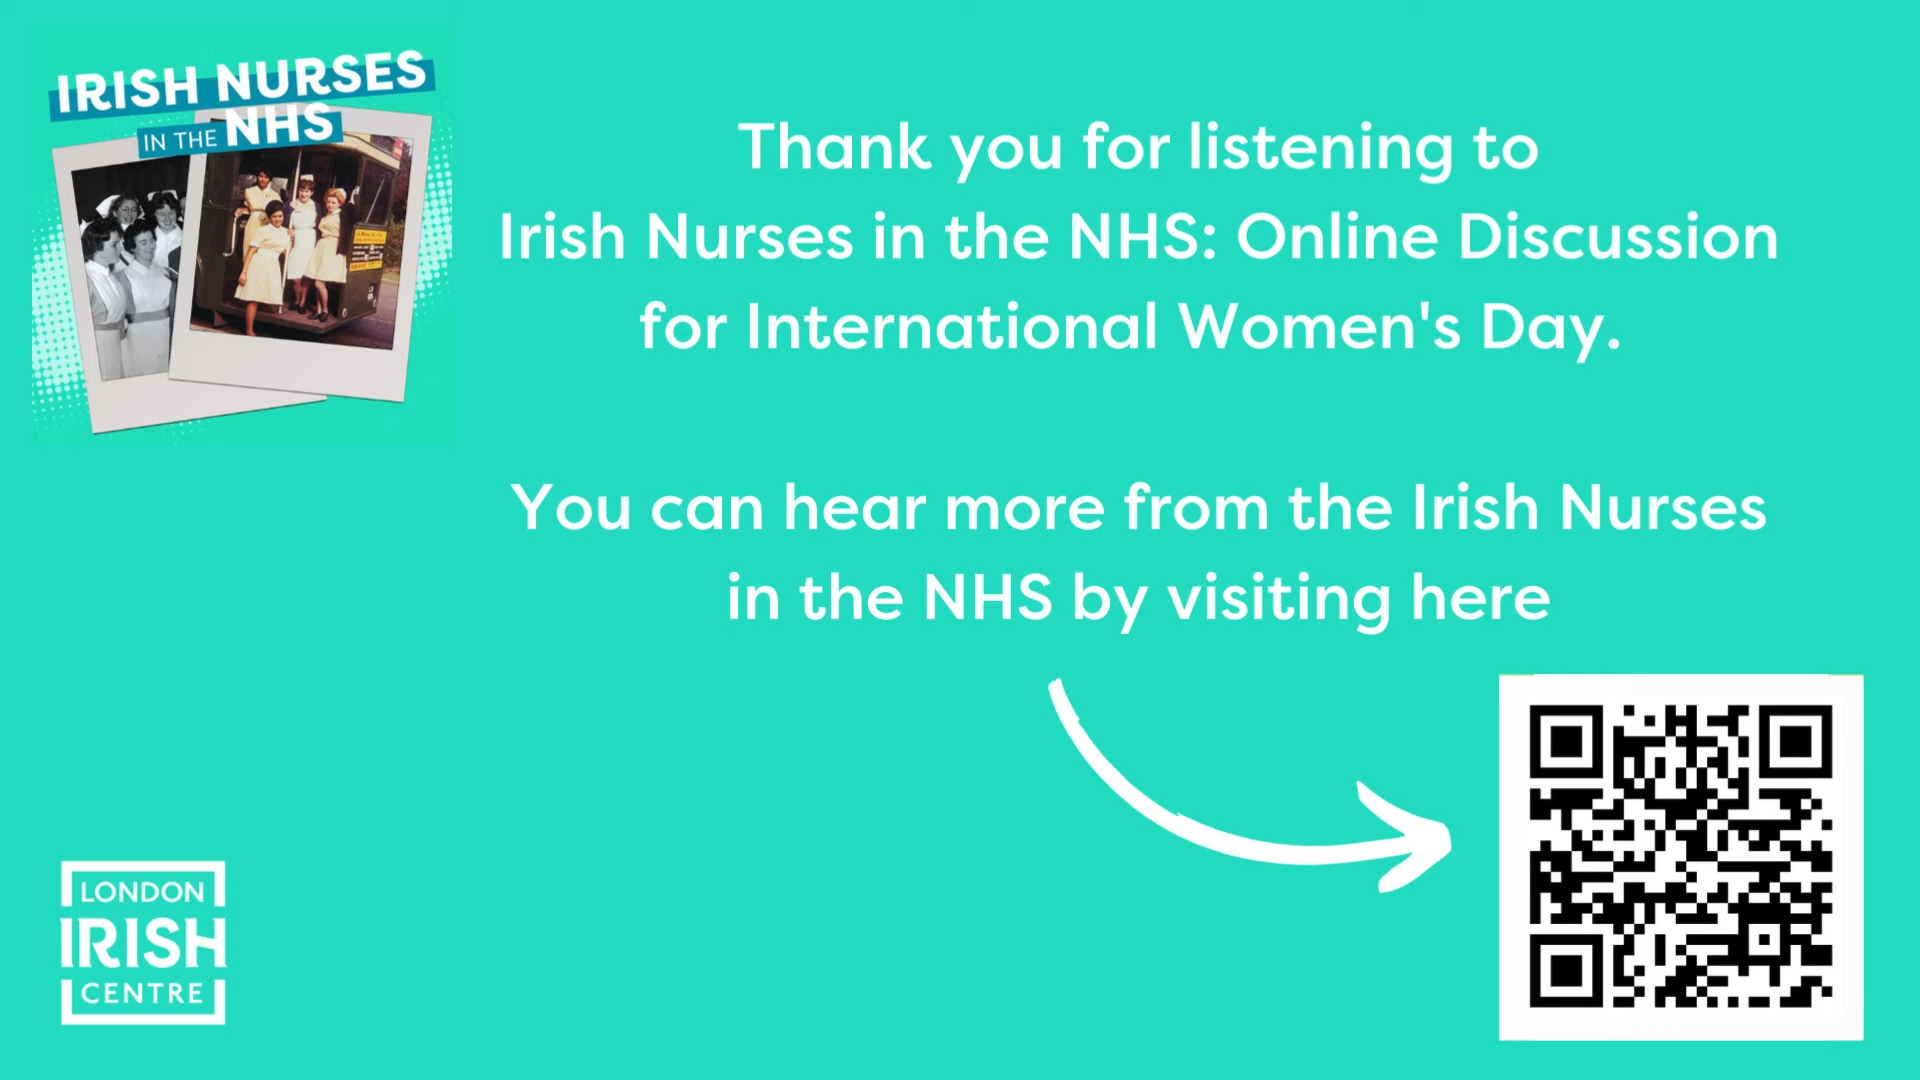 IRISH NURSES
IN THE NHS
Thank you for listening to
Irish Nurses in the NHS: Online Discussion
for International Women's Day.
You can hear more from the Irish Nurses
in the NHS by visiting here
LONDON
IRISH
CENTRE